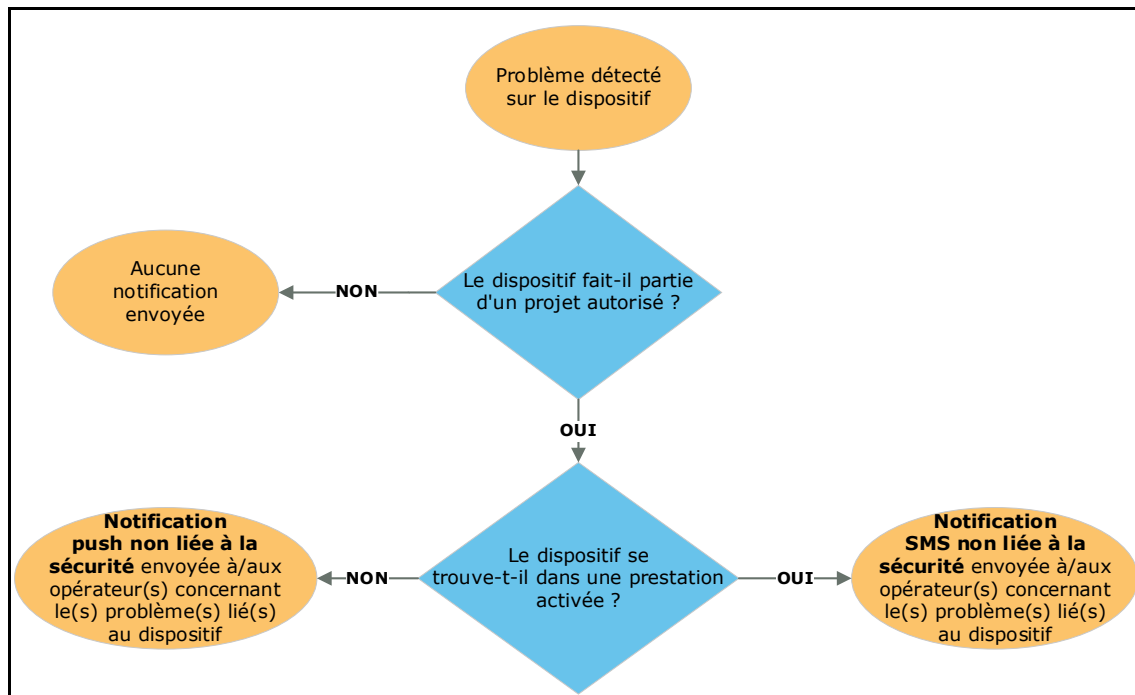 Problème détecté
sur le dispositif
Le dispositif fait-il partie
d'un projet autorisé ?
NON
Aucune
notification
envoyée
OUI
Le dispositif se
trouve-t-il dans une prestation
activée ?
NON
Notification
push non liée à la
sécurité envoyée à/aux
opérateur(s) concernant
le(s) problème(s) lié(s)
au dispositif
OUI
Notification
SMS non liée à la
sécurité envoyée à/aux
opérateur(s) concernant
le(s) problème(s) lié(s)
au dispositif